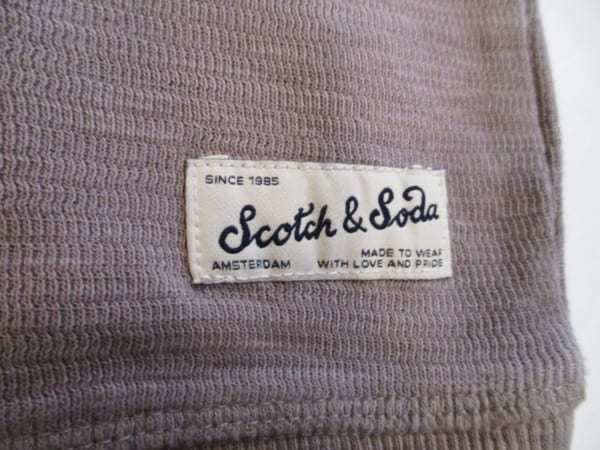 SINCE 1985
Scotch & Soda
AMSTERDAM
MADE TO WEAR
WITH LOVE AND PRIDE